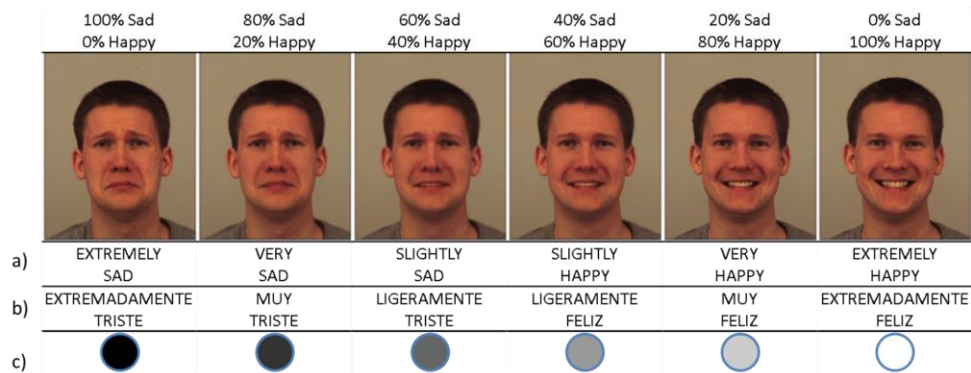 100% Sad 80% Sad 60% Sad 40% Sad 20% Sad 0% Sad
0% Happy 20% Happy 40% Happy 60% Happy 80% Happy 100% Happy
a) EXTREMELY VERY SLIGHTLY SLIGHTLY VERY EXTREMELY
SAD SAD SAD HAPPY HAPPY HAPPY
b) EXTREMADAMENTE MUY LIGERAMENTE LIGERAMENTE MUY EXTREMADAMENTE
TRISTE TRISTE TRISTE FELIZ FELIZ FELIZ
c)